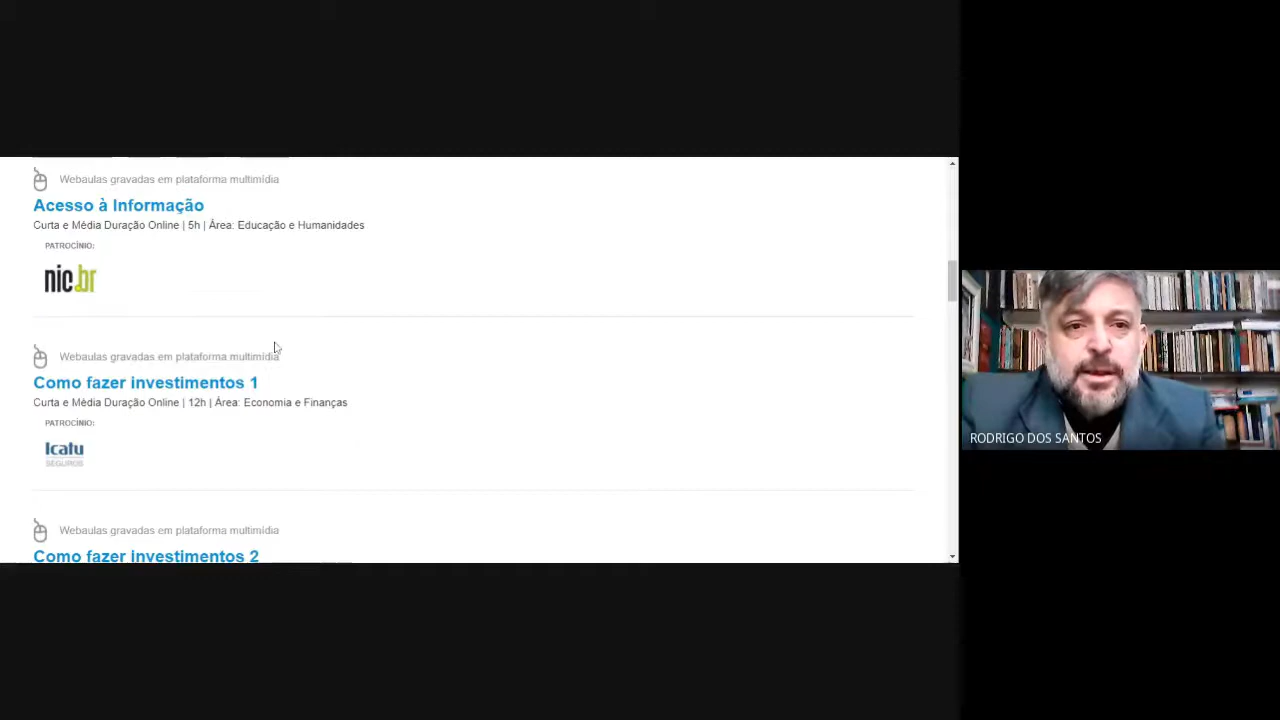 Webaulas gravadas em plataforma multimídia
Acesso à Informação
Curta e Média Duração Online | 5h | Área: Educação e Humanidades
PATROCÍNIO:
nic.br
Webaulas gravadas em plataforma multimídia
Como fazer investimentos 1
Curta e Média Duração Online | 12h | Área: Economia e Finanças
PATROCÍNIO:
Icatu
SEGUROS
Webaulas gravadas em plataforma multimídia
Como fazer investimentos 2
RODRIGO DOS SANTOS